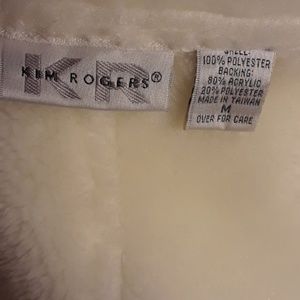 KR
KIM ROGERS®
SHELL:
100% POLYESTER
BACKING:
80% ACRYLIC
20% POLYESTER
MADE IN TAIWAN
M
OVER FOR CARE